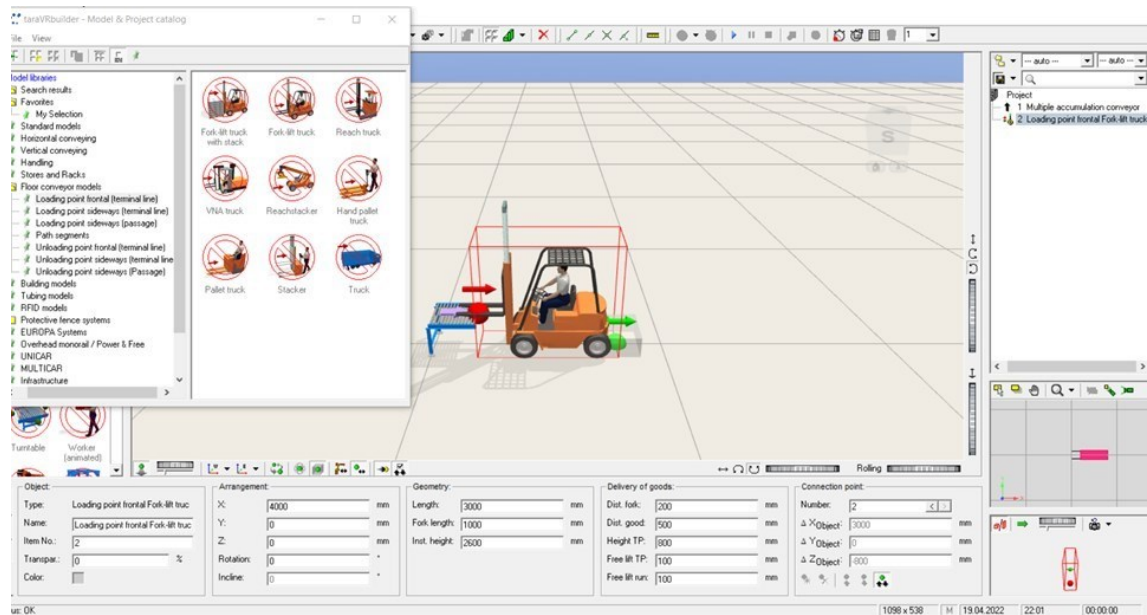 taraVRbuilder - Model & Project catalog
File View
Model libraries
Search results
Favorites
My Selection
Standard models
Horizontal conveying
Vertical conveying
Handling
Stores and Racks
Floor conveyor models
Loading point frontal (terminal line)
Loading point sideways (terminal line)
Loading point sideways (passage)
Path segments
Unloading point frontal (terminal line)
Unloading point sideways (terminal line
Unloading point sideways (Passage)
Building models
Tubing models
RFID models
Protective fence systems
EUROPA Systems
Overhead monorail / Power & Free
UNICAR
MULTICAR
Infrastructure
Fork-lift truck with stack
Fork-lift truck
Reach truck
VNA truck
Reachstacker
Hand pallet truck
Pallet truck
Stacker
Truck
Turntable
Worker (animated)
1
S
--- auto ---
--- auto ---
Project
1 Multiple accumulation conveyor
2 Loading point frontal Fork-lift truck
Rolling
Object:
Type: Loading point frontal Fork-lift truc
Name: Loading point frontal Fork-lift truc
Item No.: 2
Transpar.: 0 %
Color:
Arrangement:
X: 4000 mm
Y: 0 mm
Z: 0 mm
Rotation: 0 °
Incline: 0 °
Geometry:
Length: 3000 mm
Fork length: 1000 mm
Inst. height: 2600 mm
Delivery of goods:
Dist. fork: 200 mm
Dist. good: 500 mm
Height TP: 800 mm
Free lift TP: 100 mm
Free lift run: 100 mm
Connection point:
Number: 2
Δ XObject: 3000 mm
Δ YObject: 0 mm
Δ ZObject: -800 mm
us: OK
1098 x 538 M 19.04.2022 22:01 00:00:00